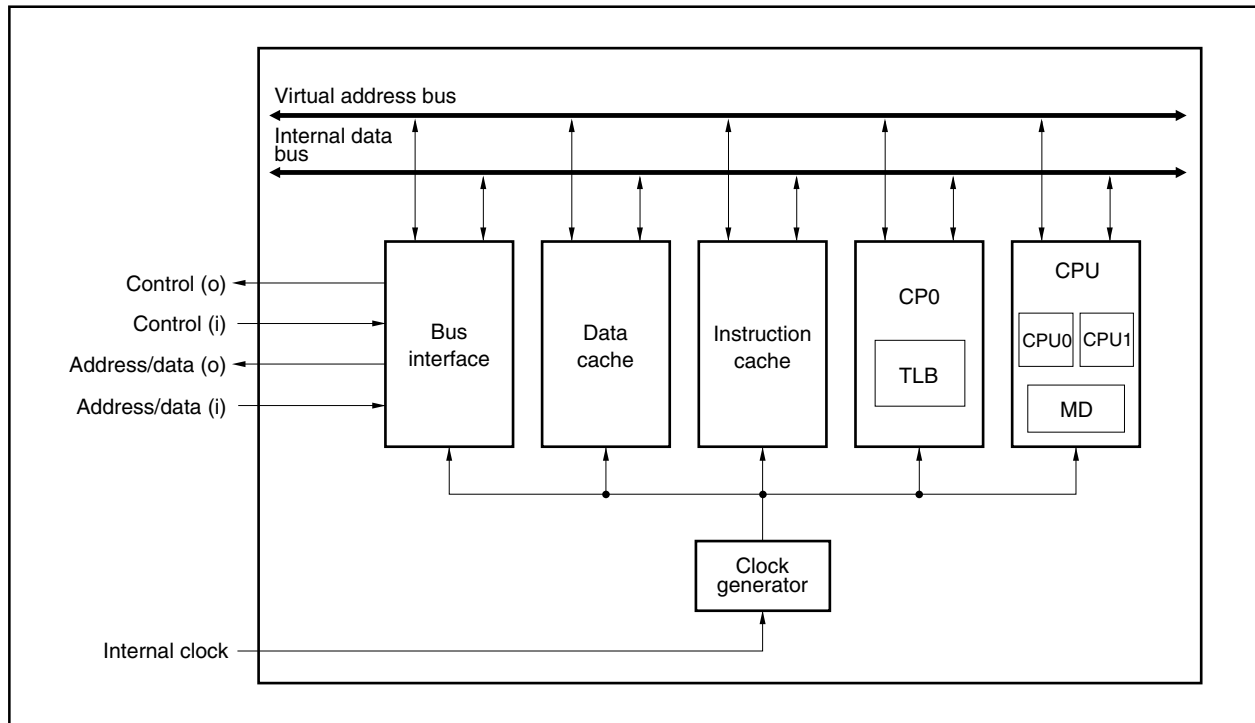 Virtual address bus
Internal data
bus
Control (o)
Control (i)
Address/data (o)
Address/data (i)
Bus
interface
Data
cache
Instruction
cache
CP0
TLB
CPU
CPU0
CPU1
MD
Clock
generator
Internal clock